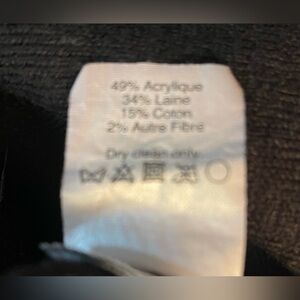 49% Acrylique
34% Laine
15% Coton
2% Autre Fibre
Dry clean only